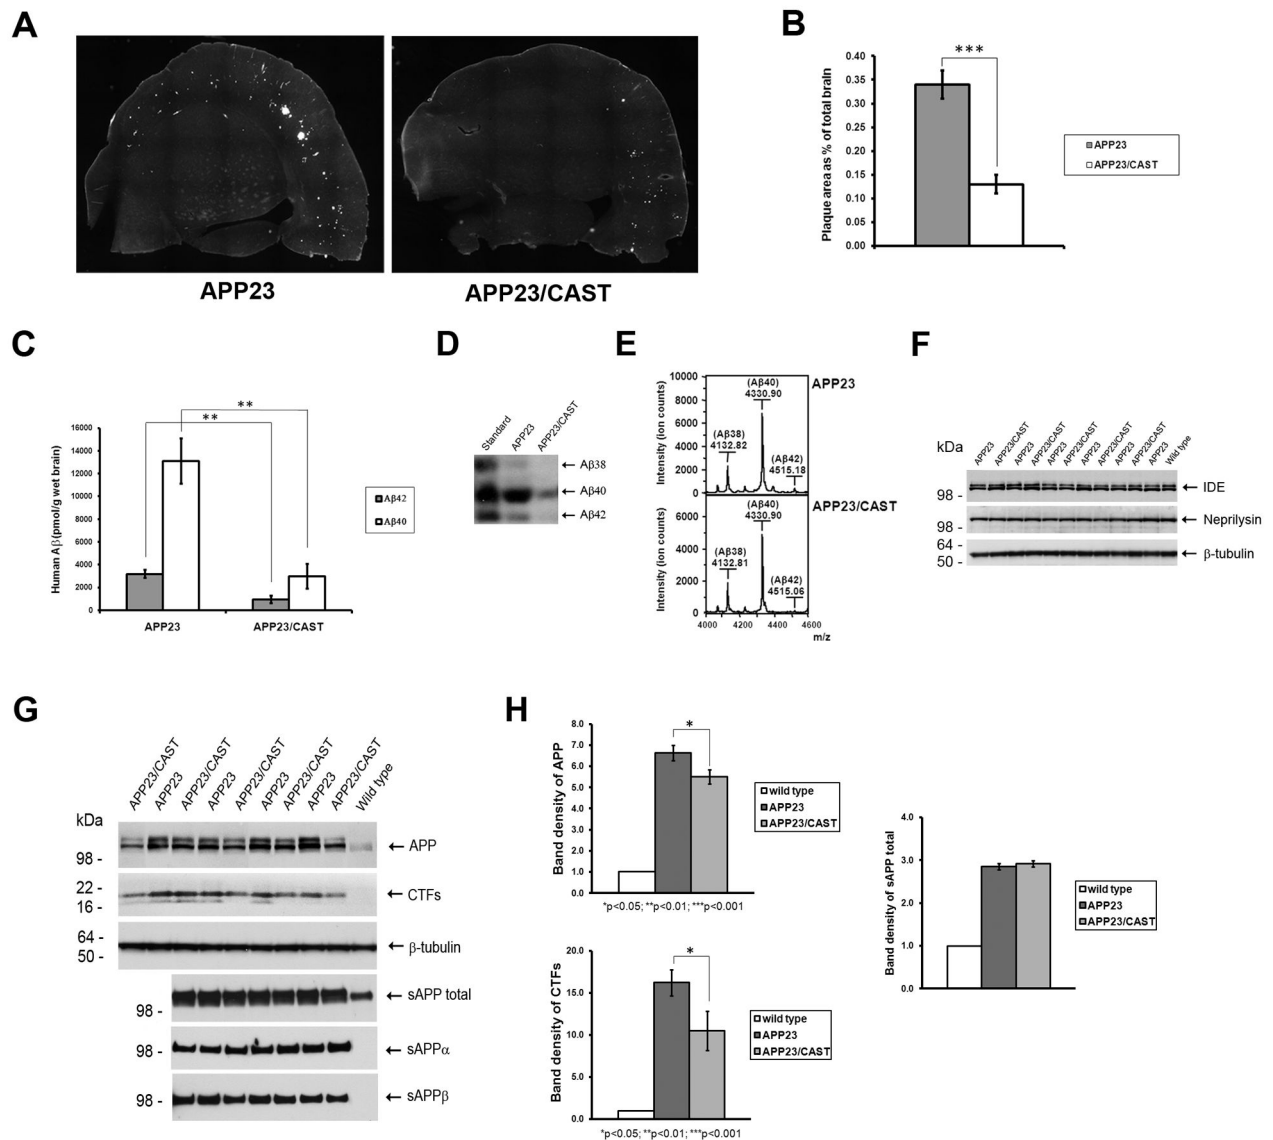 A
APP23
APP23/CAST
B
***
Plaque area as % of total brain
0.40
0.35
0.30
0.25
0.20
0.15
0.10
0.05
0.00
APP23
APP23/CAST
C
Human Aβ(pmol/g wet brain)
16000
14000
12000
10000
8000
6000
4000
2000
0
**
**
APP23
APP23/CAST
Aβ42
Aβ40
D
Standard
APP23
APP23/CAST
Aβ38
Aβ40
Aβ42
E
Intensity (ion counts)
10000
8000
6000
4000
2000
0
(Aβ40)
4330.90
(Aβ38)
4132.82
(Aβ42)
4515.18
APP23
Intensity (ion counts)
6000
4000
2000
0
(Aβ40)
4330.90
(Aβ38)
4132.81
(Aβ42)
4515.06
APP23/CAST
4000
4200
4400
4600
m/z
F
kDa
APP23
APP23/CAST
APP23
APP23/CAST
APP23
APP23/CAST
APP23
APP23/CAST
APP23/CAST
APP23
Wild type
98 -
IDE
98 -
Neprilysin
64 -
50 -
β-tubulin
G
kDa
APP23/CAST
APP23
APP23/CAST
APP23
APP23/CAST
APP23
APP23/CAST
APP23
APP23/CAST
Wild type
98 -
APP
22 -
16 -
CTFs
64 -
50 -
β-tubulin
98 -
sAPP total
98 -
sAPPα
98 -
sAPPβ
H
Band density of APP
8.0
7.0
6.0
5.0
4.0
3.0
2.0
1.0
0.0
*
wild type
APP23
APP23/CAST
*p<0.05; **p<0.01; ***p<0.001
Band density of CTFs
20.0
15.0
10.0
5.0
0.0
*
wild type
APP23
APP23/CAST
*p<0.05; **p<0.01; ***p<0.001
Band density of sAPP total
4.0
3.0
2.0
1.0
0.0
wild type
APP23
APP23/CAST